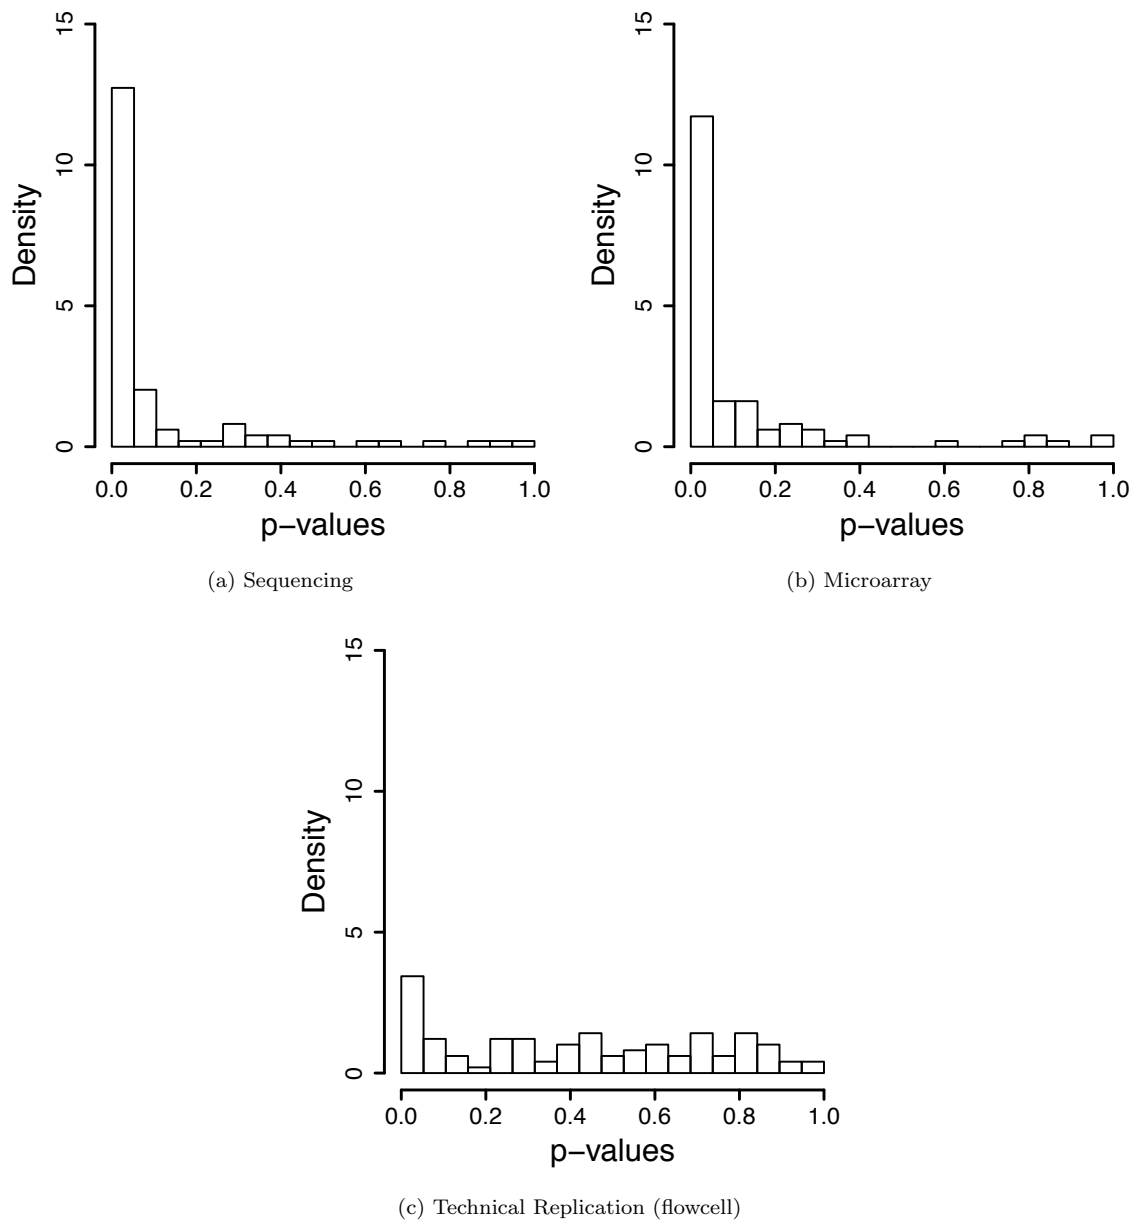 15
10
5
0
Density
0.0 0.2 0.4 0.6 0.8 1.0
p−values
(a) Sequencing
15
10
5
0
Density
0.0 0.2 0.4 0.6 0.8 1.0
p−values
(b) Microarray
15
10
5
0
Density
0.0 0.2 0.4 0.6 0.8 1.0
p−values
(c) Technical Replication (flowcell)